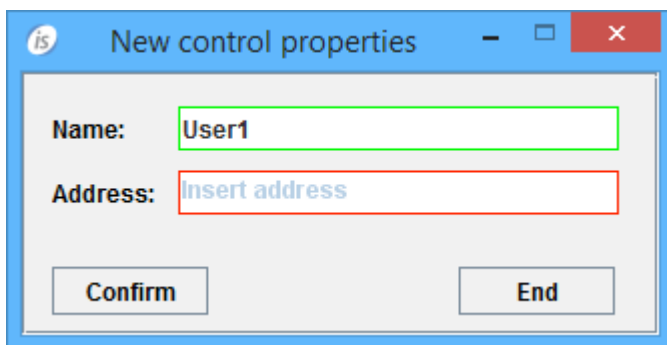 is New control properties
Name: User1
Address: Insert address
Confirm End